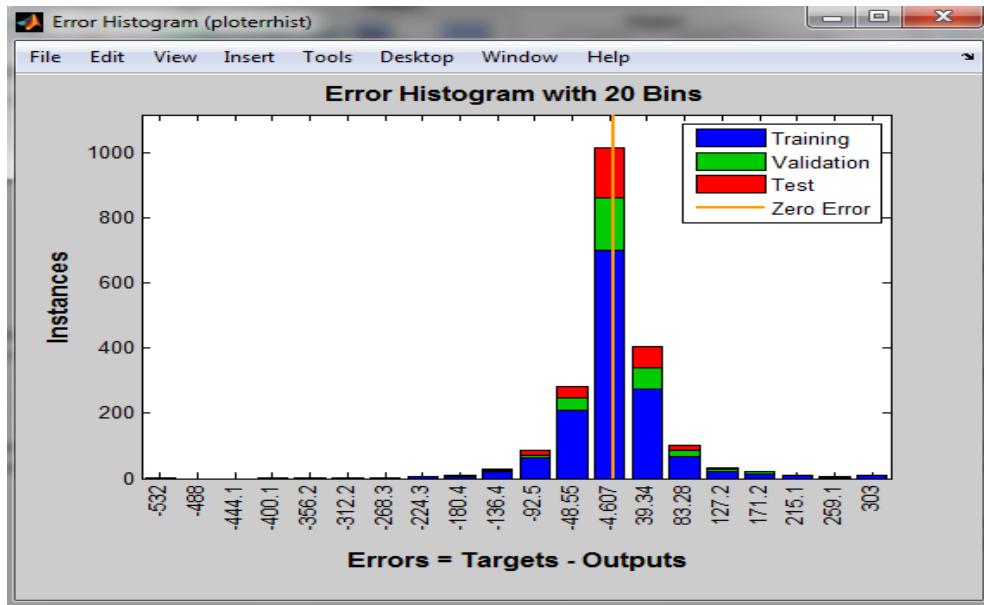 Error Histogram (ploterrhist)
File Edit View Insert Tools Desktop Window Help
Error Histogram with 20 Bins
Training
Validation
Test
Zero Error
1000
800
600
400
200
0
Instances
-532
-488
-444.1
-400.1
-356.2
-312.2
-268.3
-224.3
-180.4
-136.4
-92.5
-48.55
-4.607
39.34
83.28
127.2
171.2
215.1
259.1
303
Errors = Targets - Outputs